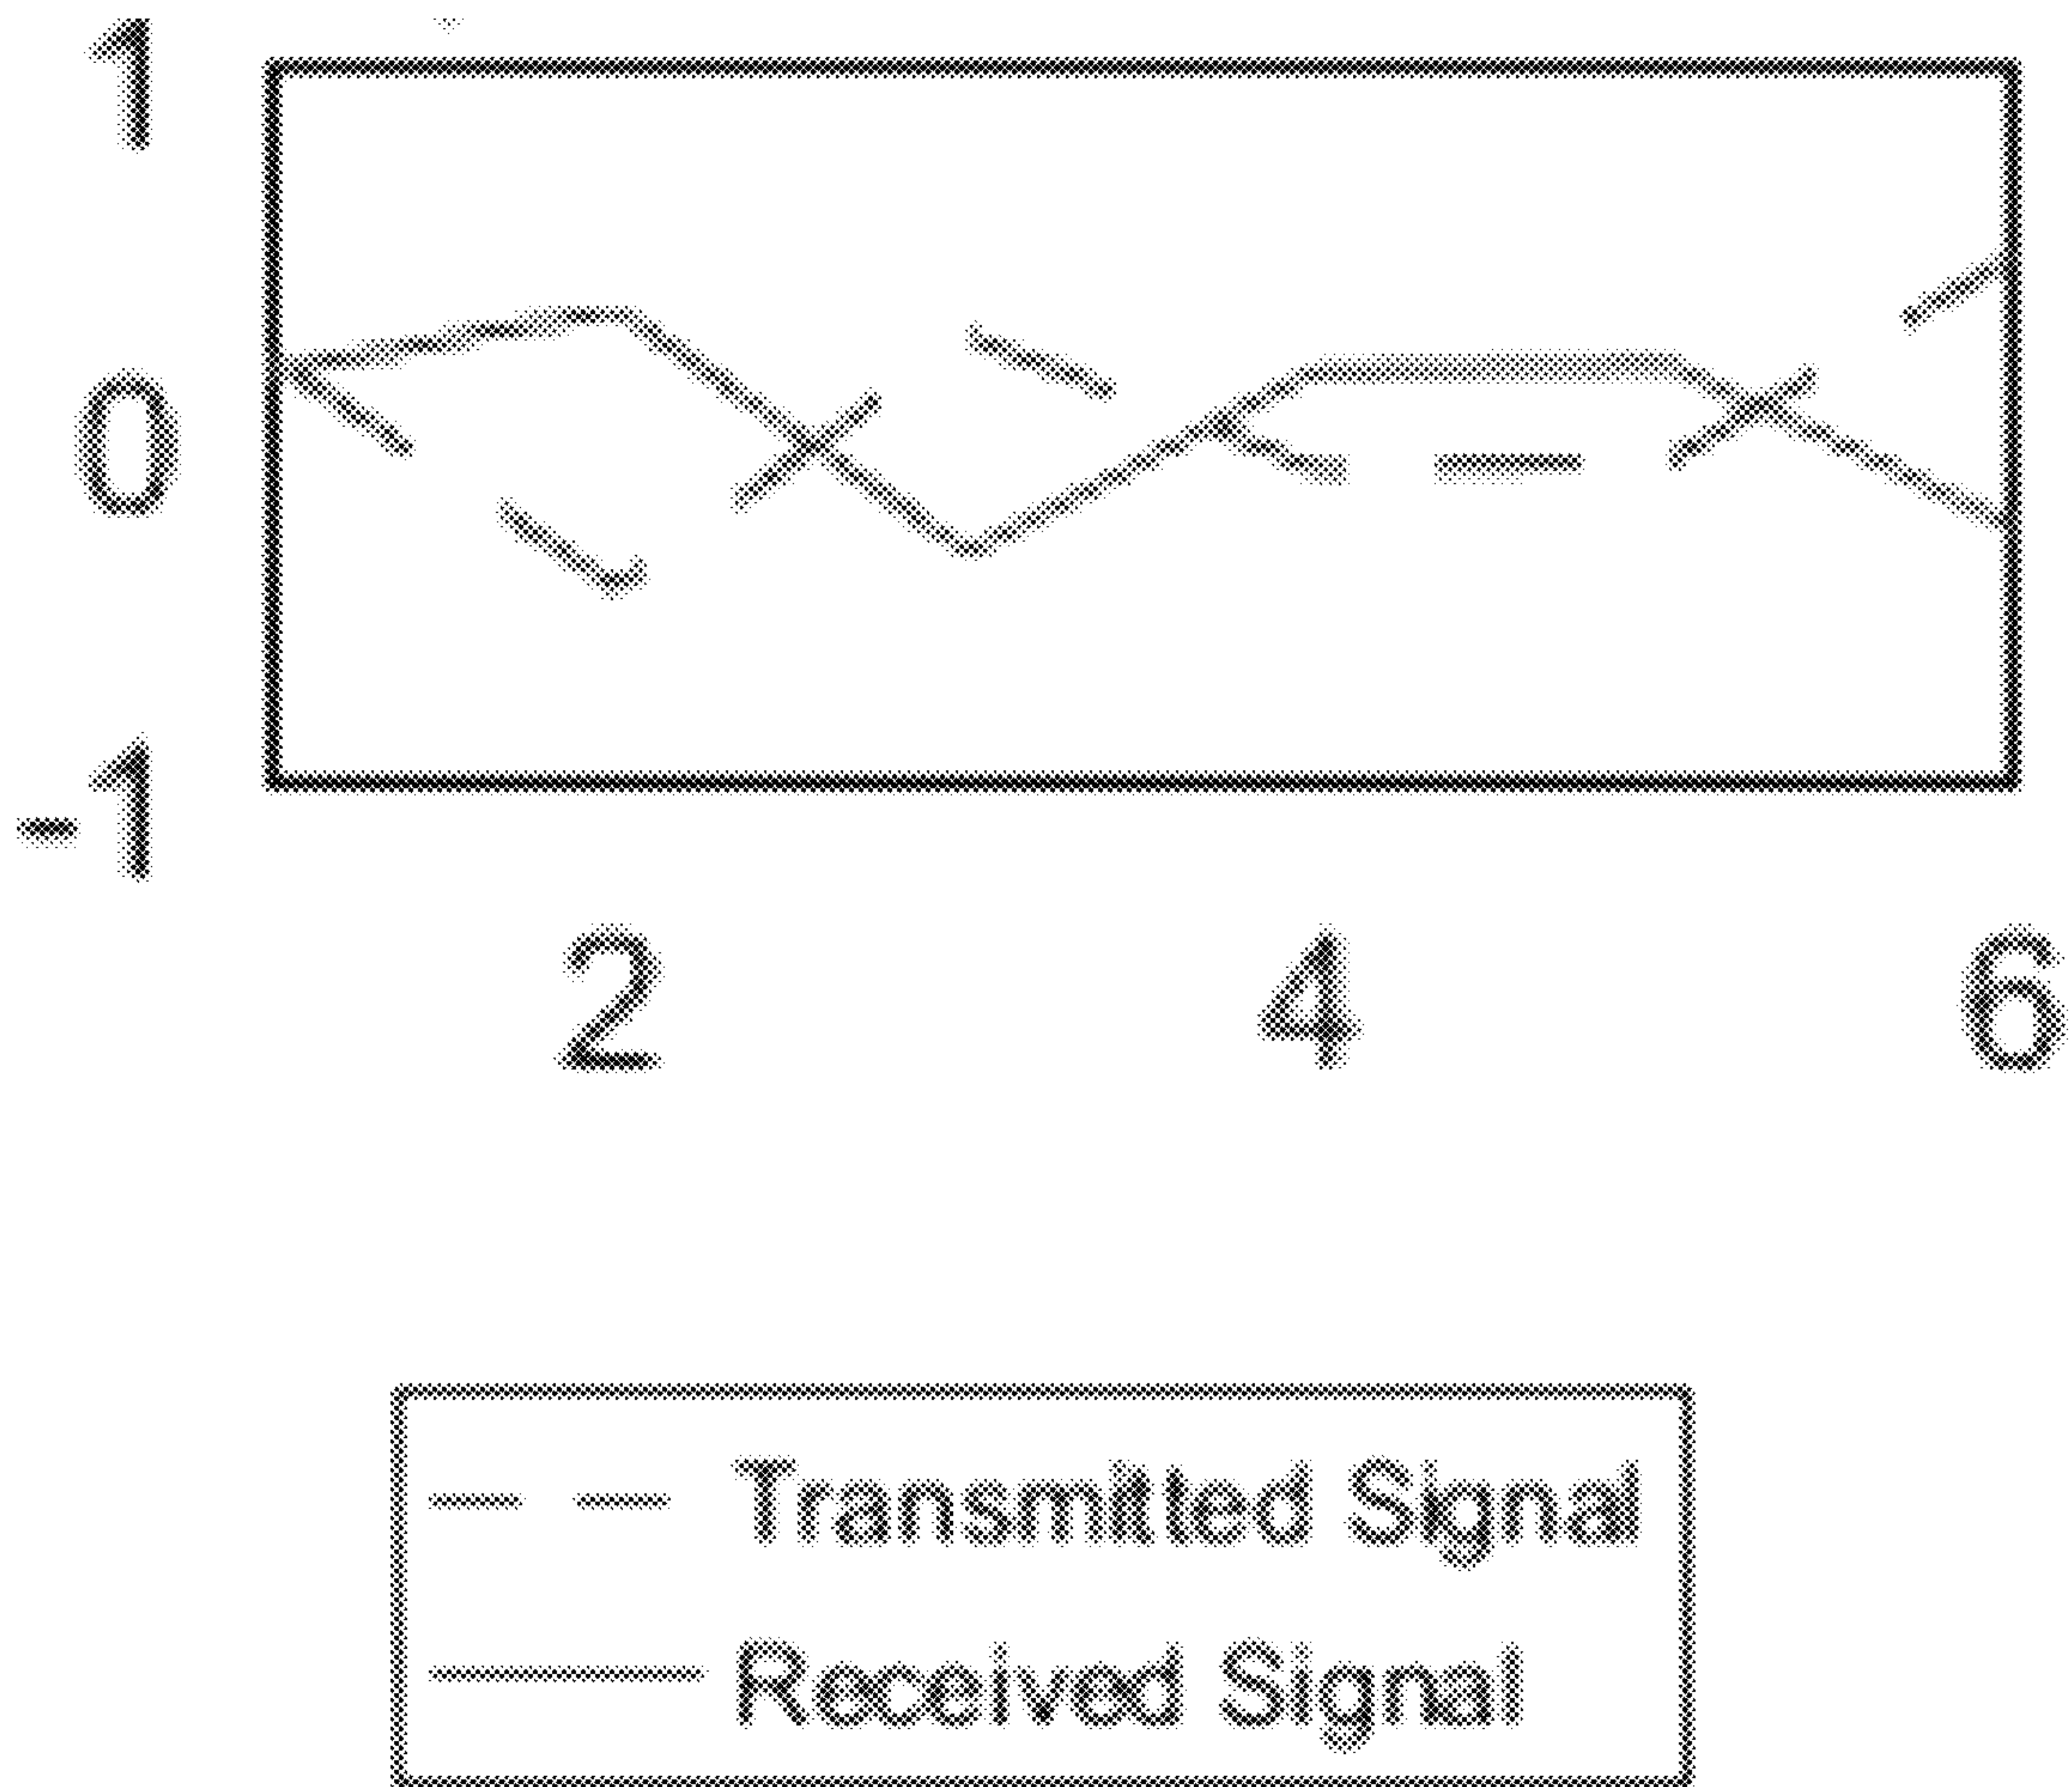 1
0
-1
2 4 6
Transmitted Signal
Received Signal